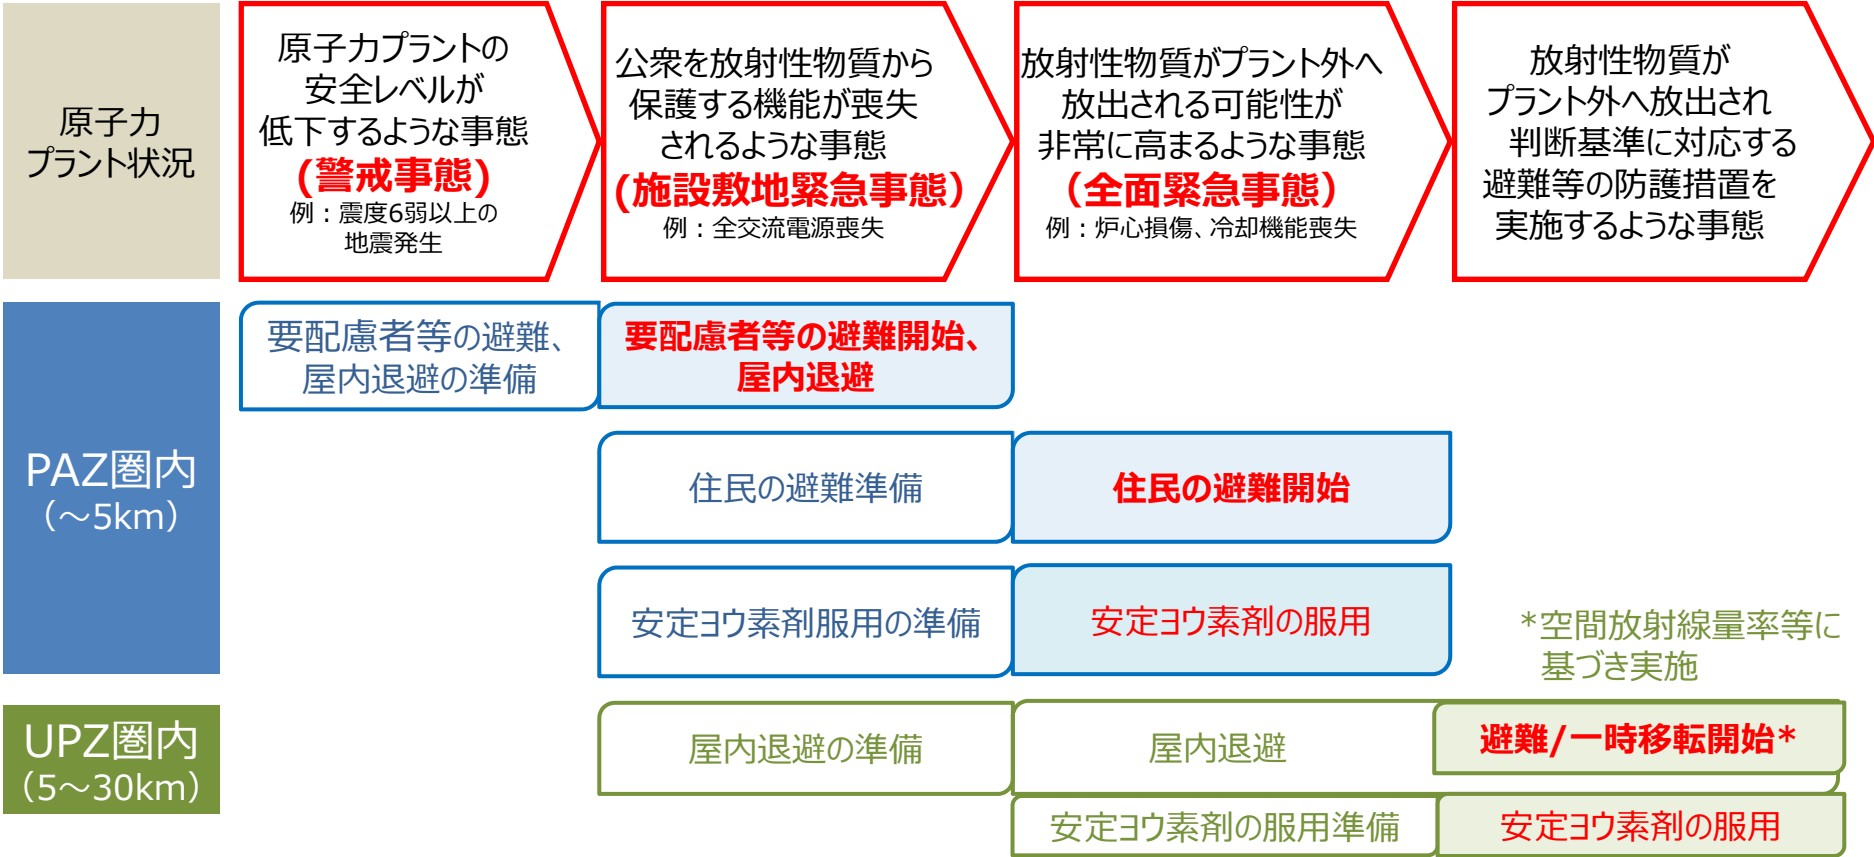 原子力
プラント状況
原子力プラントの
安全レベルが
低下するような事態
(警戒事態)
例：震度6弱以上の
地震発生
公衆を放射性物質から
保護する機能が喪失
されるような事態
(施設敷地緊急事態）
例：全交流電源喪失
放射性物質がプラント外へ
放出される可能性が
非常に高まるような事態
（全面緊急事態）
例：炉心損傷、冷却機能喪失
放射性物質が
プラント外へ放出され
判断基準に対応する
避難等の防護措置を
実施するような事態
PAZ圏内
（～5km）
要配慮者等の避難、
屋内退避の準備
要配慮者等の避難開始、
屋内退避
住民の避難準備
住民の避難開始
安定ヨウ素剤服用の準備
安定ヨウ素剤の服用
*空間放射線量率等に
基づき実施
UPZ圏内
（5～30km）
屋内退避の準備
屋内退避
避難/一時移転開始*
安定ヨウ素剤の服用準備
安定ヨウ素剤の服用